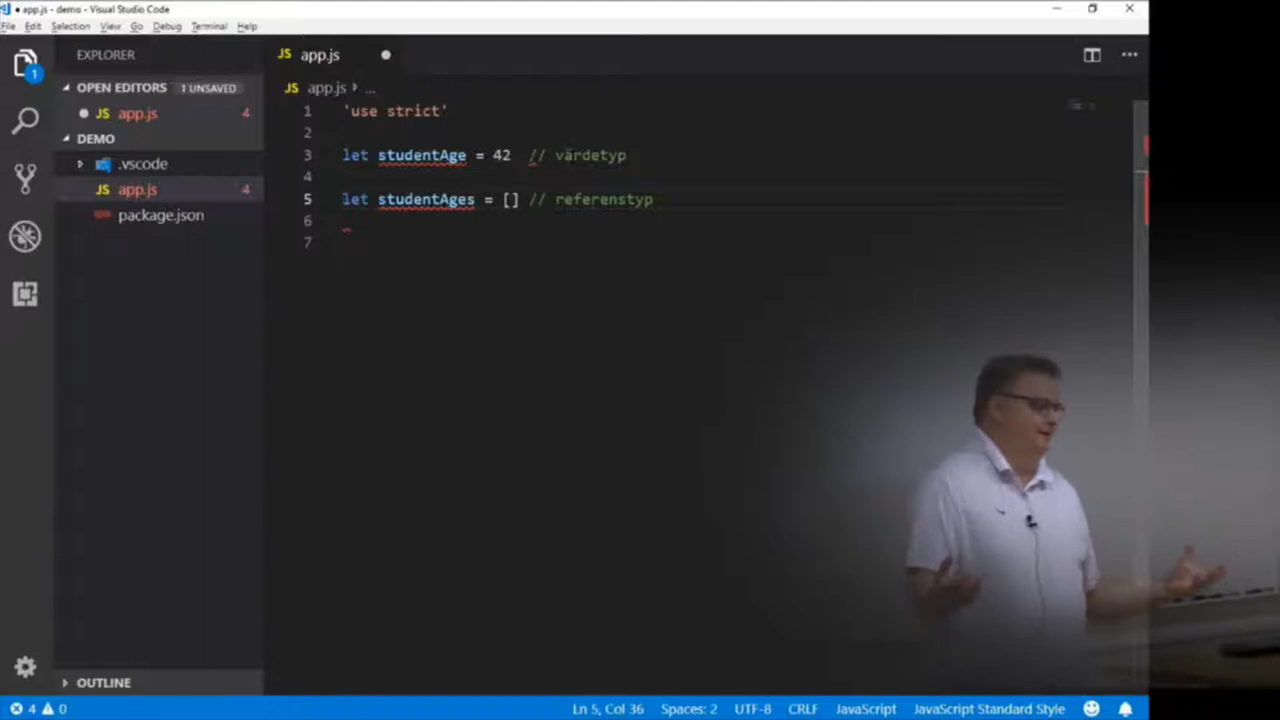 ● app.js - demo - Visual Studio Code
File Edit Selection View Go Debug Terminal Help
EXPLORER
OPEN EDITORS 1 UNSAVED
JS app.js 4
DEMO
.vscode
JS app.js 4
package.json
OUTLINE
1
JS app.js
JS app.js › ...
1 'use strict'
2
3 let studentAge = 42 // värdetyp
4
5 let studentAges = [] // referenstyp
6
7
4 0
Ln 5, Col 36 Spaces: 2 UTF-8 CRLF JavaScript JavaScript Standard Style